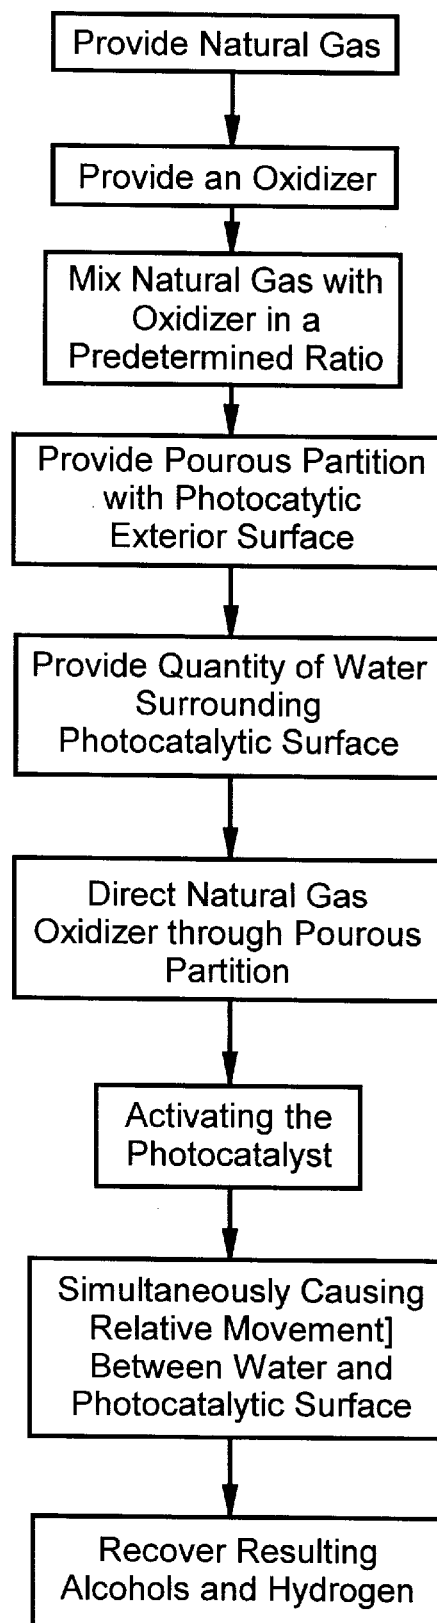 Provide Natural Gas
Provide an Oxidizer
Mix Natural Gas with
Oxidizer in a
Predetermined Ratio
Provide Pourous Partition
with Photocatytic
Exterior Surface
Provide Quantity of Water
Surrounding
Photocatalytic Surface
Direct Natural Gas
Oxidizer through Pourous
Partition
Activating the
Photocatalyst
Simultaneously Causing
Relative Movement]
Between Water and
Photocatalytic Surface
Recover Resulting
Alcohols and Hydrogen